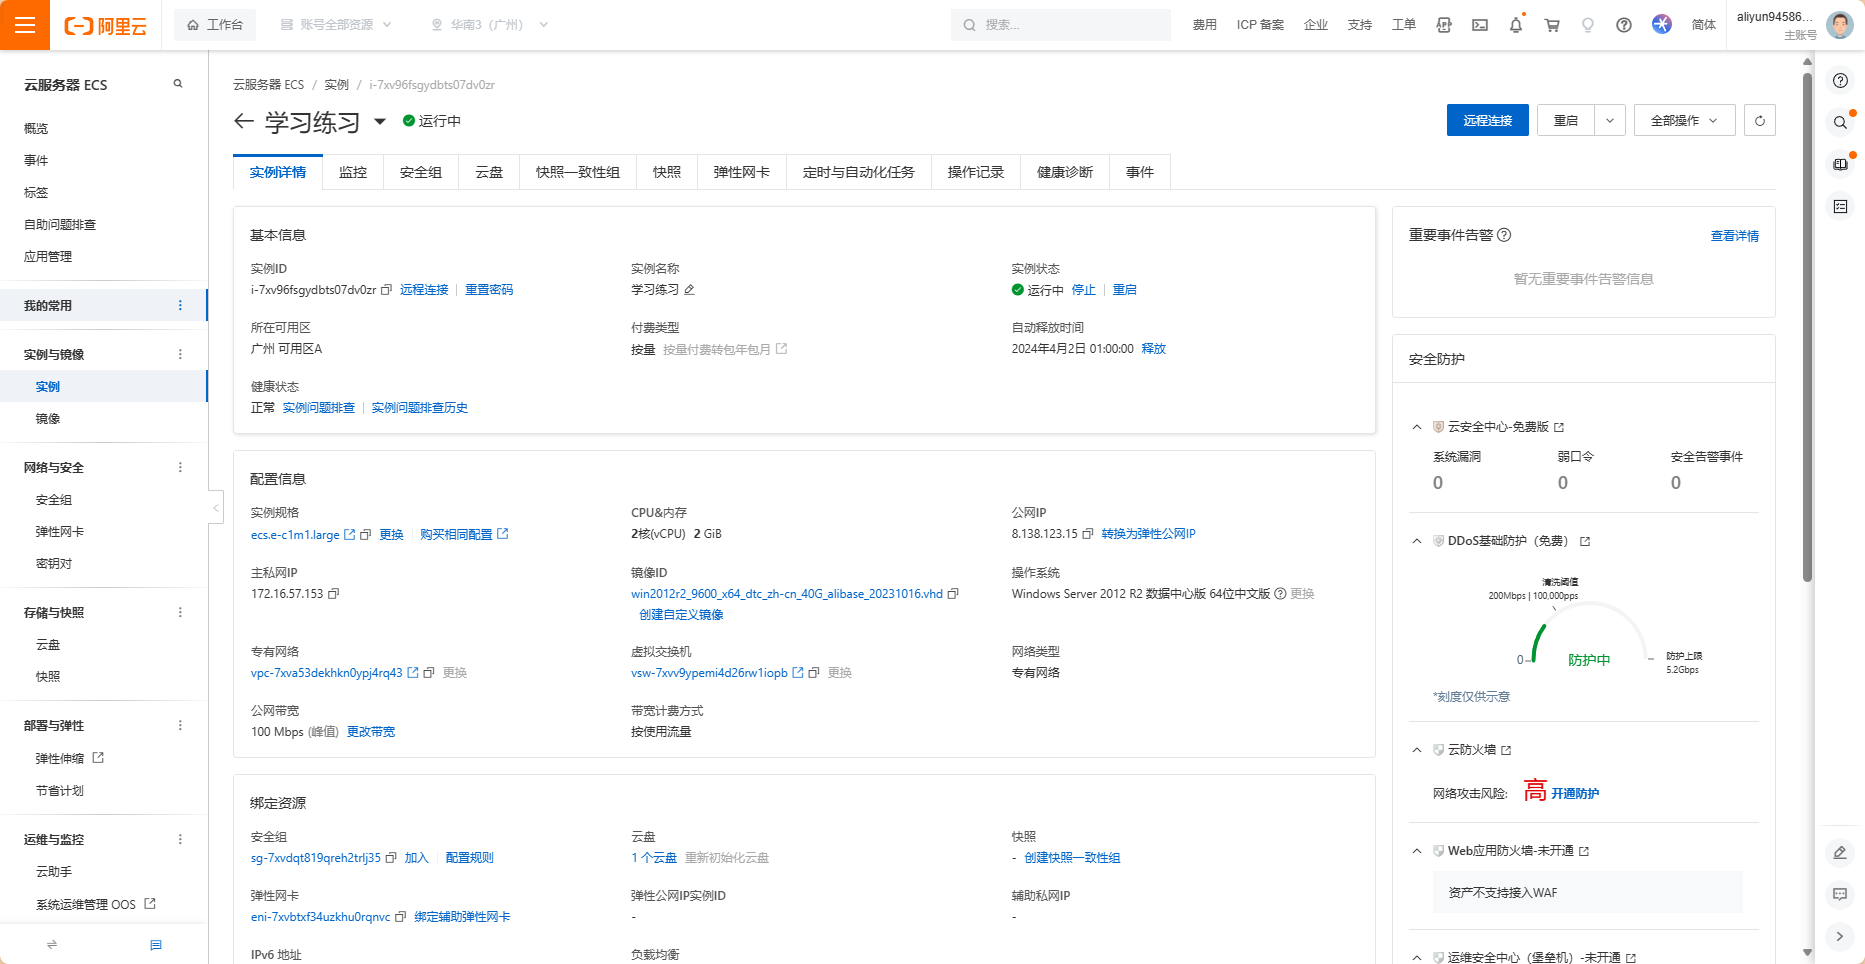 阿里云
工作台
账号全部资源
华南3（广州）
搜索...
费用
ICP 备案
企业
支持
工单
简体
aliyun94586...
主账号
云服务器 ECS
概览
事件
标签
自助问题排查
应用管理
我的常用
实例与镜像
实例
镜像
网络与安全
安全组
弹性网卡
密钥对
存储与快照
云盘
快照
部署与弹性
弹性伸缩
节省计划
运维与监控
云助手
系统运维管理 OOS
云服务器 ECS / 实例 / i-7xv96fsgydbts07dv0zr
学习练习
运行中
远程连接
重启
全部操作
实例详情
监控
安全组
云盘
快照一致性组
快照
弹性网卡
定时与自动化任务
操作记录
健康诊断
事件
基本信息
实例ID
i-7xv96fsgydbts07dv0zr 远程连接 重置密码
实例名称
学习练习
实例状态
运行中 停止 重启
所在可用区
广州 可用区A
付费类型
按量 按量付费转包年包月
自动释放时间
2024年4月2日 01:00:00 释放
健康状态
正常 实例问题排查 实例问题排查历史
配置信息
实例规格
ecs.e-c1m1.large 更换 购买相同配置
CPU&内存
2核(vCPU) 2 GiB
公网IP
8.138.123.15 转换为弹性公网IP
主私网IP
172.16.57.153
镜像ID
win2012r2_9600_x64_dtc_zh-cn_40G_alibase_20231016.vhd
创建自定义镜像
操作系统
Windows Server 2012 R2 数据中心版 64位中文版 更换
专有网络
vpc-7xva53dekhkn0ypj4rq43 更换
虚拟交换机
vsw-7xvv9ypemi4d26rw1iopb 更换
网络类型
专有网络
公网带宽
100 Mbps (峰值) 更改带宽
带宽计费方式
按使用流量
绑定资源
安全组
sg-7xvdqt819qreh2trlj35 加入 配置规则
云盘
1 个云盘 重新初始化云盘
快照
- 创建快照一致性组
弹性网卡
eni-7xvbtxf34uzkhu0rqnvc 绑定辅助弹性网卡
弹性公网IP实例ID
-
辅助私网IP
-
IPv6 地址
负载均衡
重要事件告警
查看详情
暂无重要事件告警信息
安全防护
云安全中心-免费版
系统漏洞
弱口令
安全告警事件
0
0
0
DDoS基础防护（免费）
清洗阈值
200Mbps | 100,000pps
0
防护中
防护上限
5.2Gbps
*刻度仅供示意
云防火墙
网络攻击风险: 高 开通防护
Web应用防火墙-未开通
资产不支持接入WAF
运维安全中心（堡垒机）-未开通